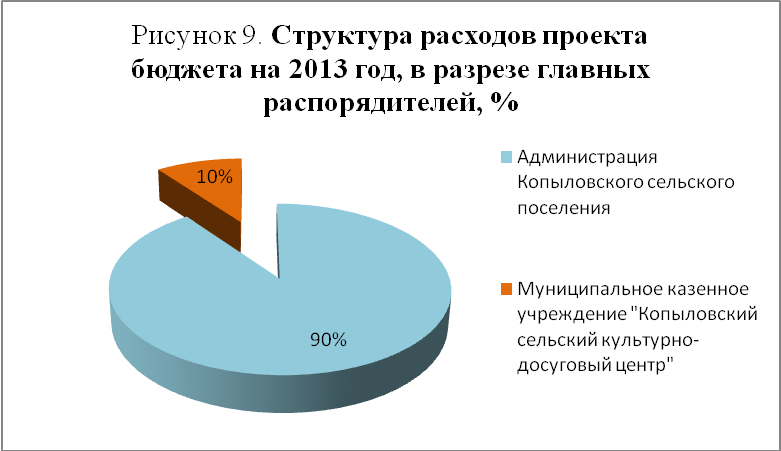 Рисунок 9. Структура расходов проекта
бюджета на 2013 год, в разрезе главных
распорядителей, %
10%
90%
Администрация
Копыловского сельского
поселения
Муниципальное казенное
учреждение "Копыловский
сельский культурно-
досуговый центр"